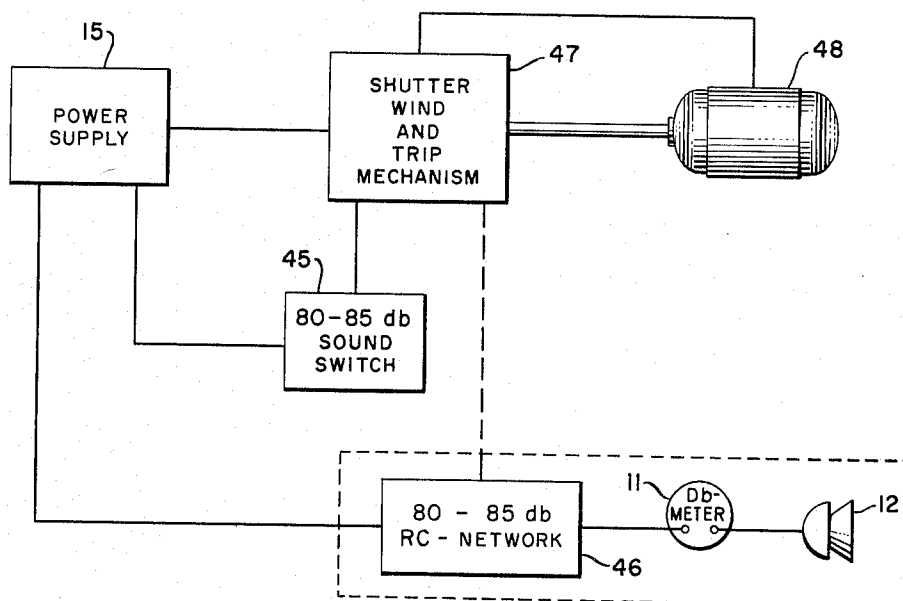 15
POWER
SUPPLY
47
SHUTTER
WIND
AND
TRIP
MECHANISM
48
45
80-85 db
SOUND
SWITCH
80 - 85 db
RC - NETWORK
46
11
Db-
METER
12